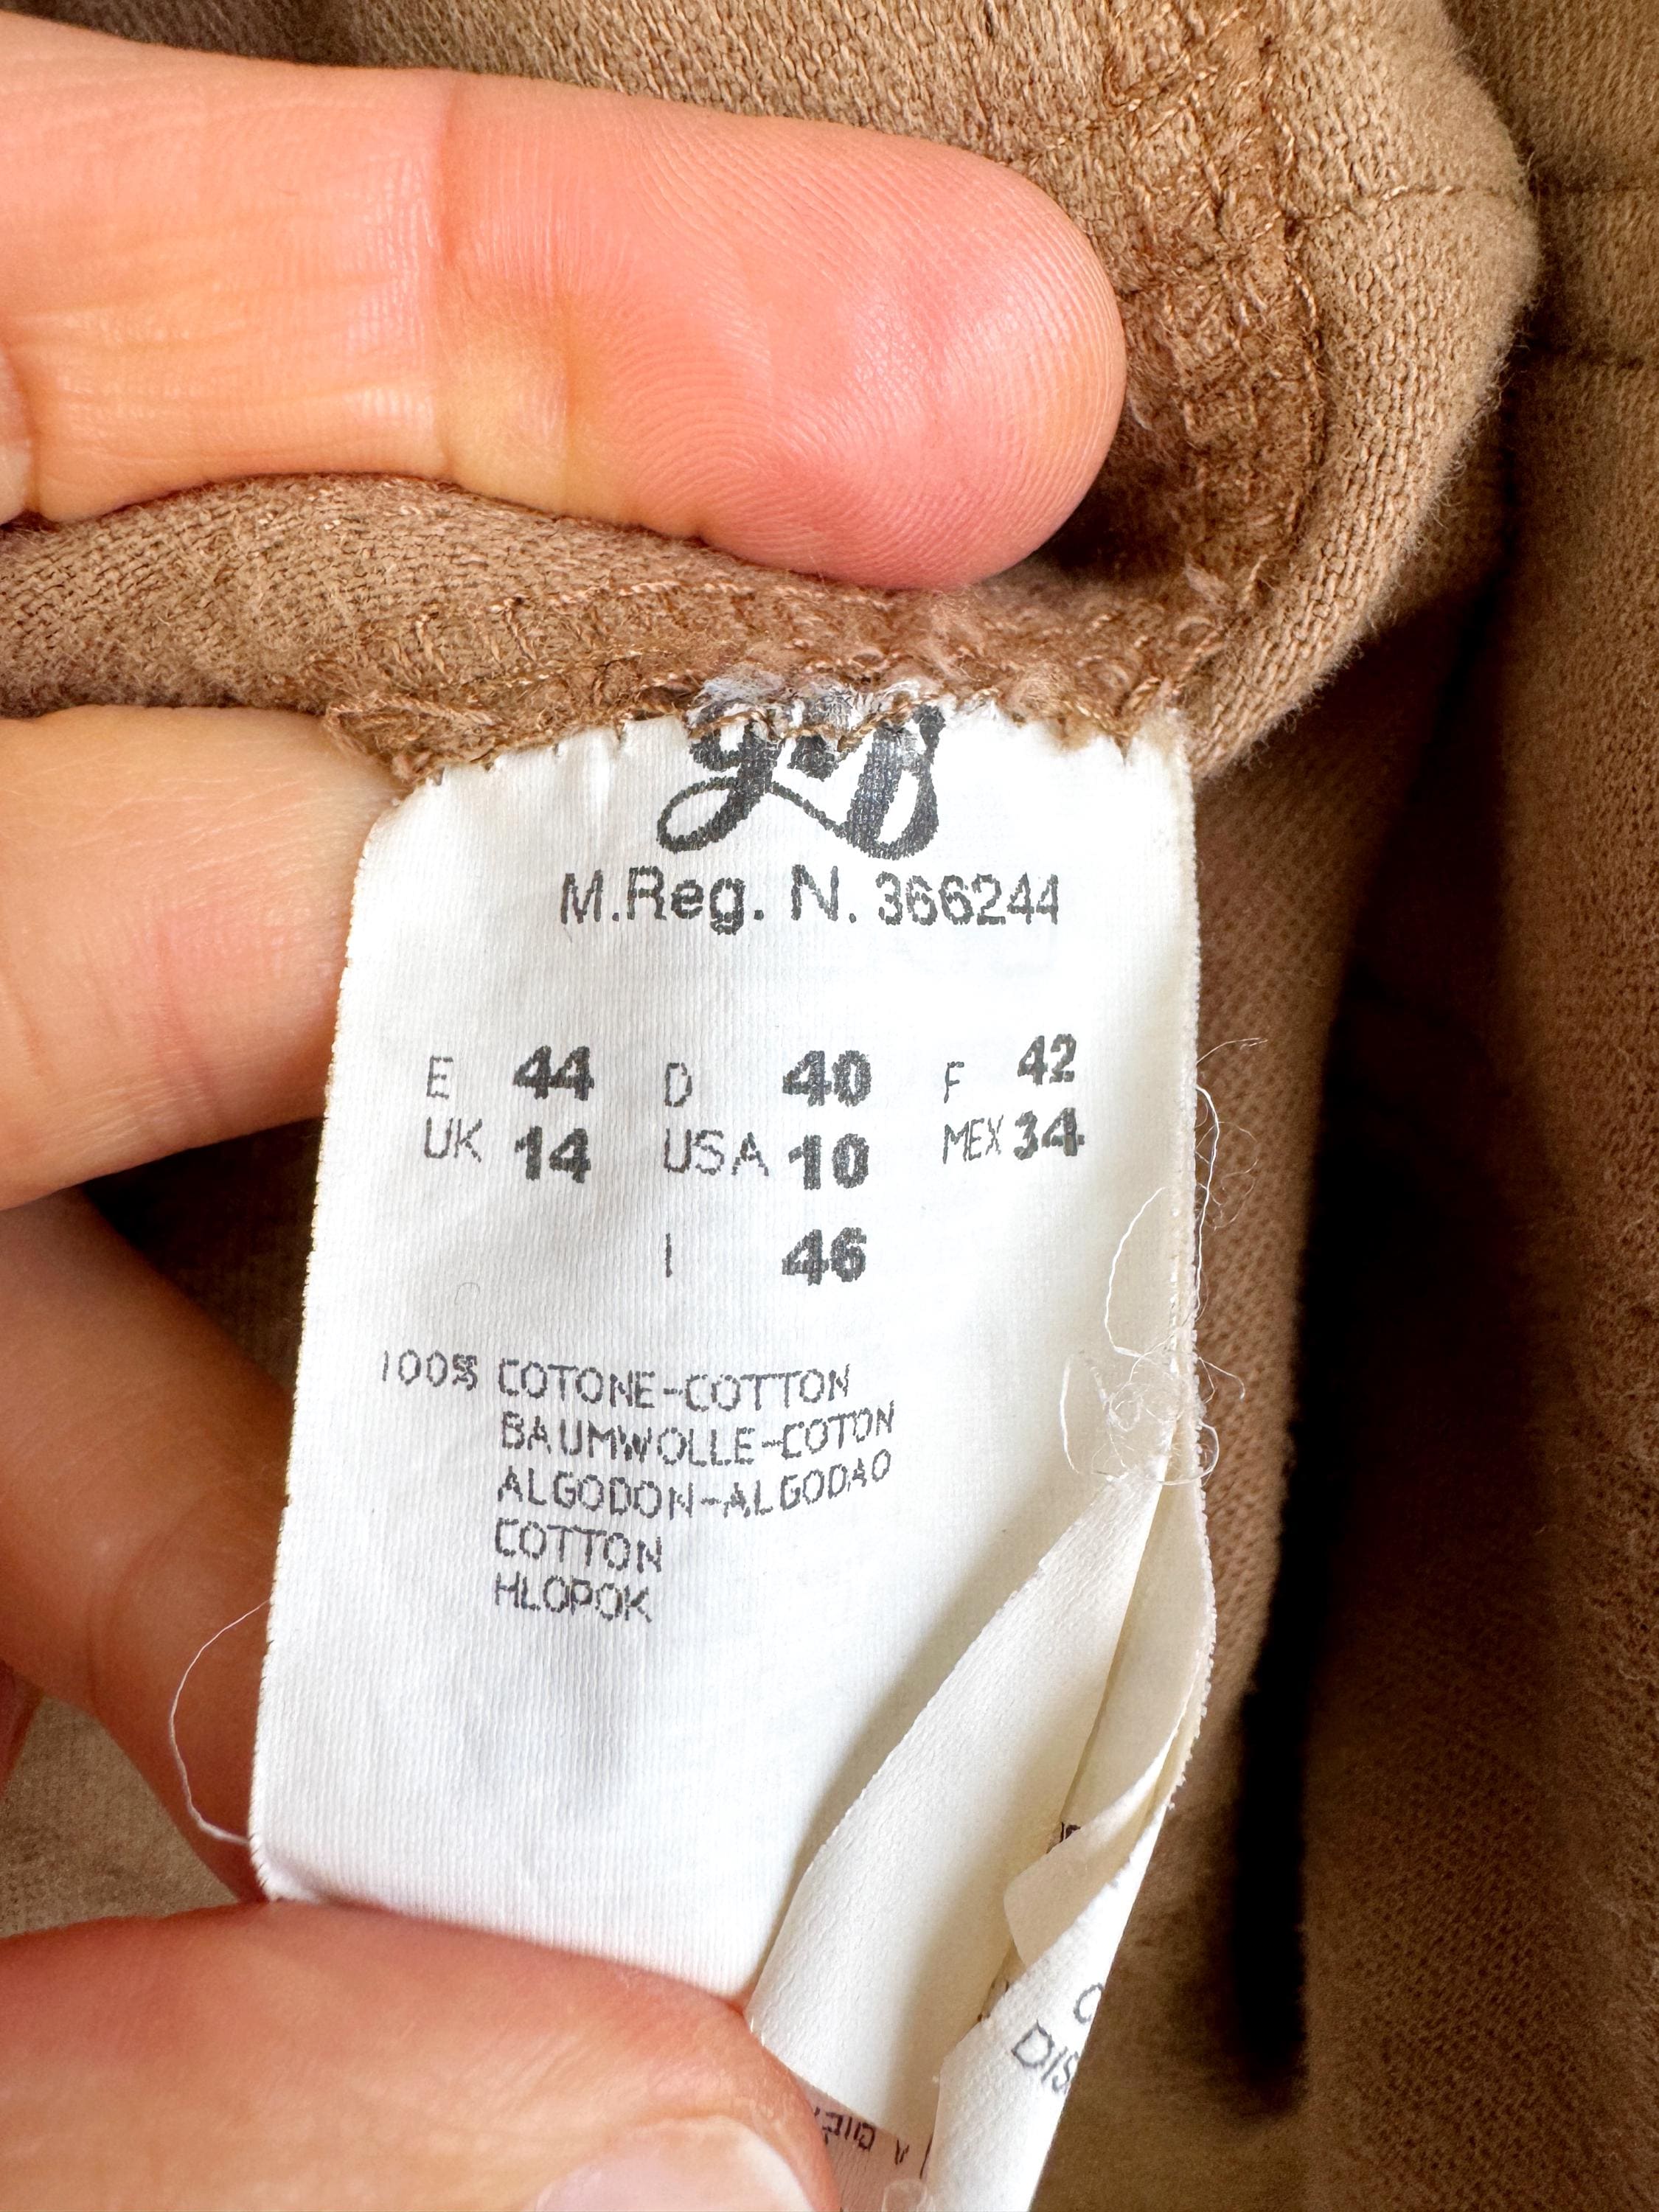 M.Reg. N. 366244
E 44 D 40 F 42
UK 14 USA 10 MEX 34
I 46
100% COTONE-COTTON
BAUMWOLLE-COTON
ALGODON-ALGODAO
COTTON
HLOPOK